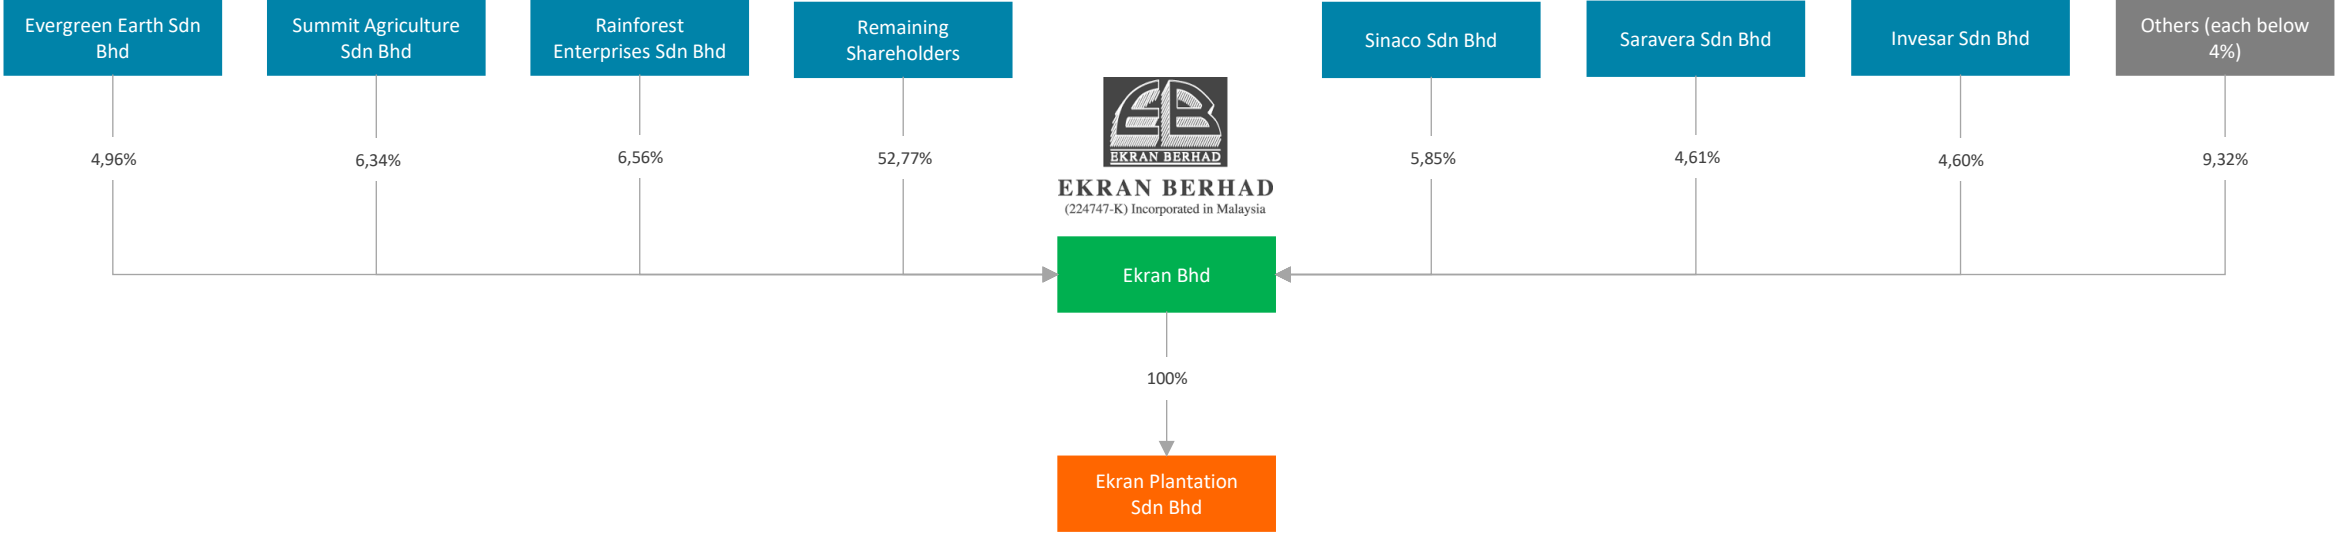 Evergreen Earth Sdn
Bhd
Summit Agriculture
Sdn Bhd
Rainforest
Enterprises Sdn Bhd
Remaining
Shareholders
Sinaco Sdn Bhd
Saravera Sdn Bhd
Invesar Sdn Bhd
Others (each below
4%)
4,96%
6,34%
6,56%
52,77%
EB
EKRAN BERHAD
EKRAN BERHAD
(224747-K) Incorporated in Malaysia
5,85%
4,61%
4,60%
9,32%
Ekran Bhd
100%
Ekran Plantation
Sdn Bhd